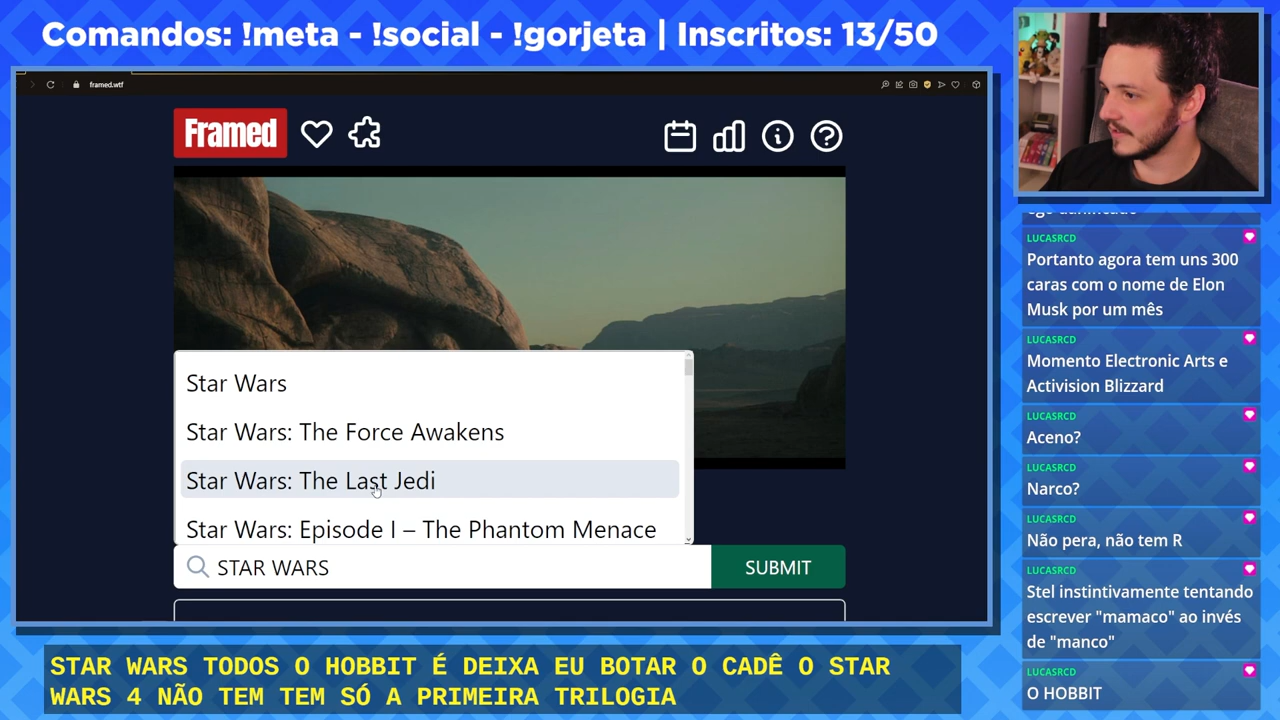 Comandos: !meta - !social - !gorjeta | Inscritos: 13/50
framed.wtf
Framed
Star Wars
Star Wars: The Force Awakens
Star Wars: The Last Jedi
Star Wars: Episode I – The Phantom Menace
STAR WARS
SUBMIT
STAR WARS TODOS O HOBBIT É DEIXA EU BOTAR O CADÊ O STAR
WARS 4 NÃO TEM TEM SÓ A PRIMEIRA TRILOGIA
LUCASRCD
Portanto agora tem uns 300
caras com o nome de Elon
Musk por um mês
LUCASRCD
Momento Electronic Arts e
Activision Blizzard
LUCASRCD
Aceno?
LUCASRCD
Narco?
LUCASRCD
Não pera, não tem R
LUCASRCD
Stel instintivamente tentando
escrever "mamaco" ao invés
de "manco"
LUCASRCD
O HOBBIT